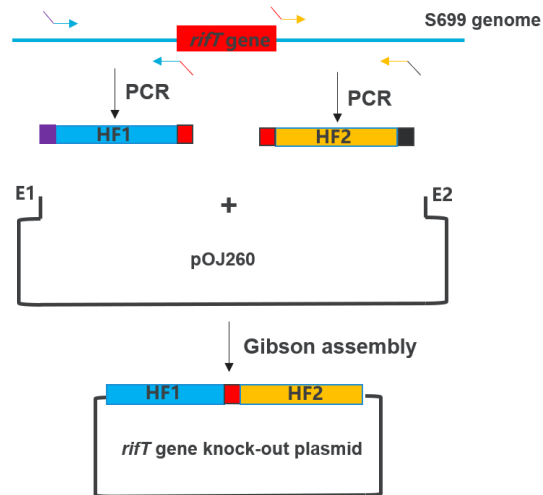 S699 genome
rifT gene
PCR
PCR
HF1
HF2
E1
+
E2
pOJ260
Gibson assembly
HF1
HF2
rifT gene knock-out plasmid